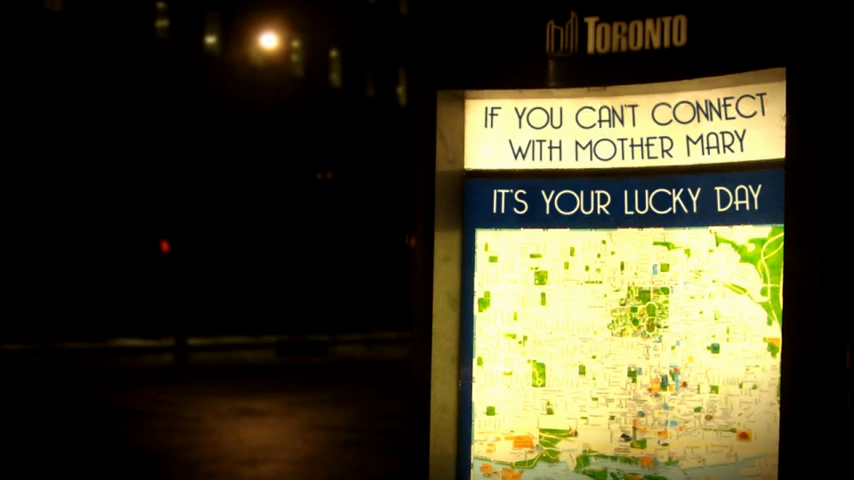 TORONTO
IF YOU CAN'T CONNECT
WITH MOTHER MARY
IT'S YOUR LUCKY DAY